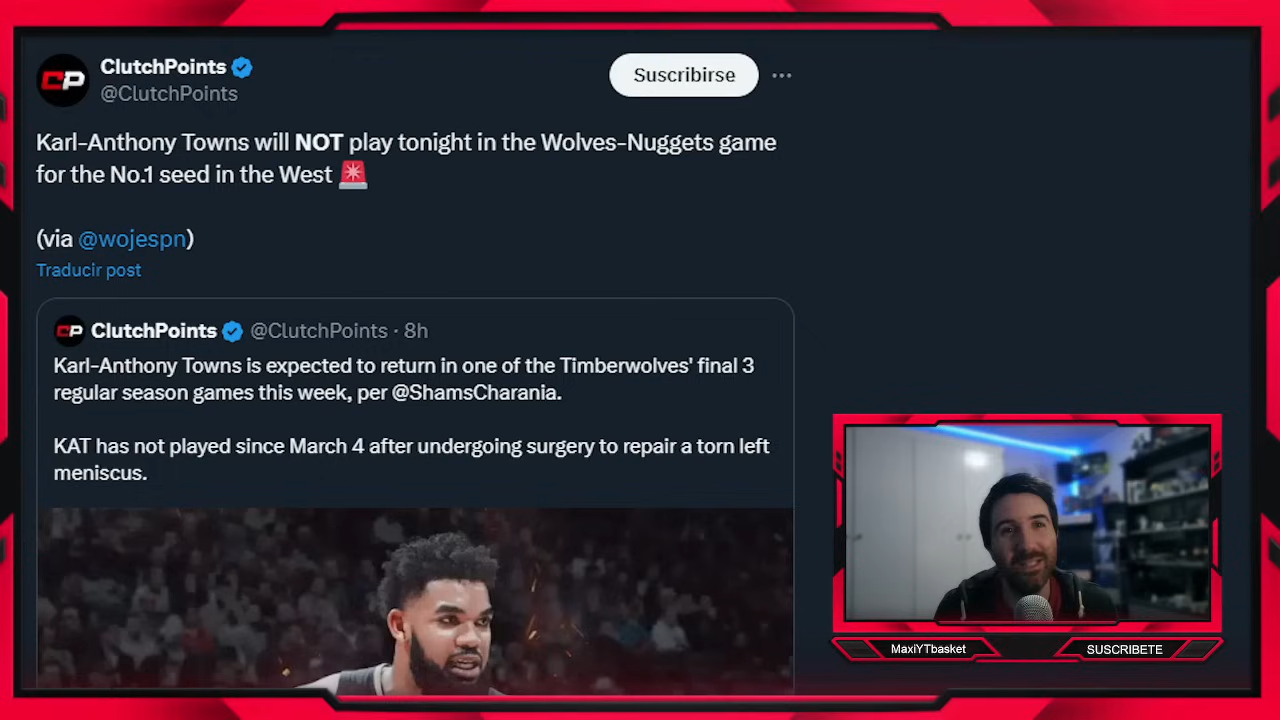 ClutchPoints
@ClutchPoints
Suscribirse
Karl-Anthony Towns will NOT play tonight in the Wolves-Nuggets game
for the No.1 seed in the West 🚨
(via @wojespn)
Traducir post
ClutchPoints @ClutchPoints · 8h
Karl-Anthony Towns is expected to return in one of the Timberwolves' final 3
regular season games this week, per @ShamsCharania.
KAT has not played since March 4 after undergoing surgery to repair a torn left
meniscus.
MaxiYTbasket
SUSCRIBETE